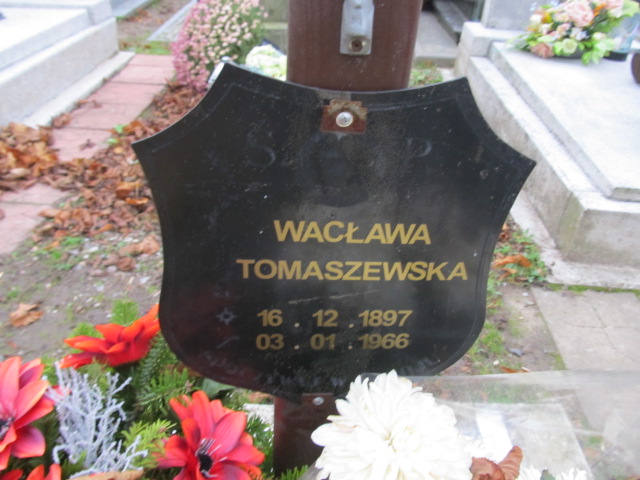 WACŁAWA
TOMASZEWSKA
16 . 12 . 1897
03 . 01 . 1966